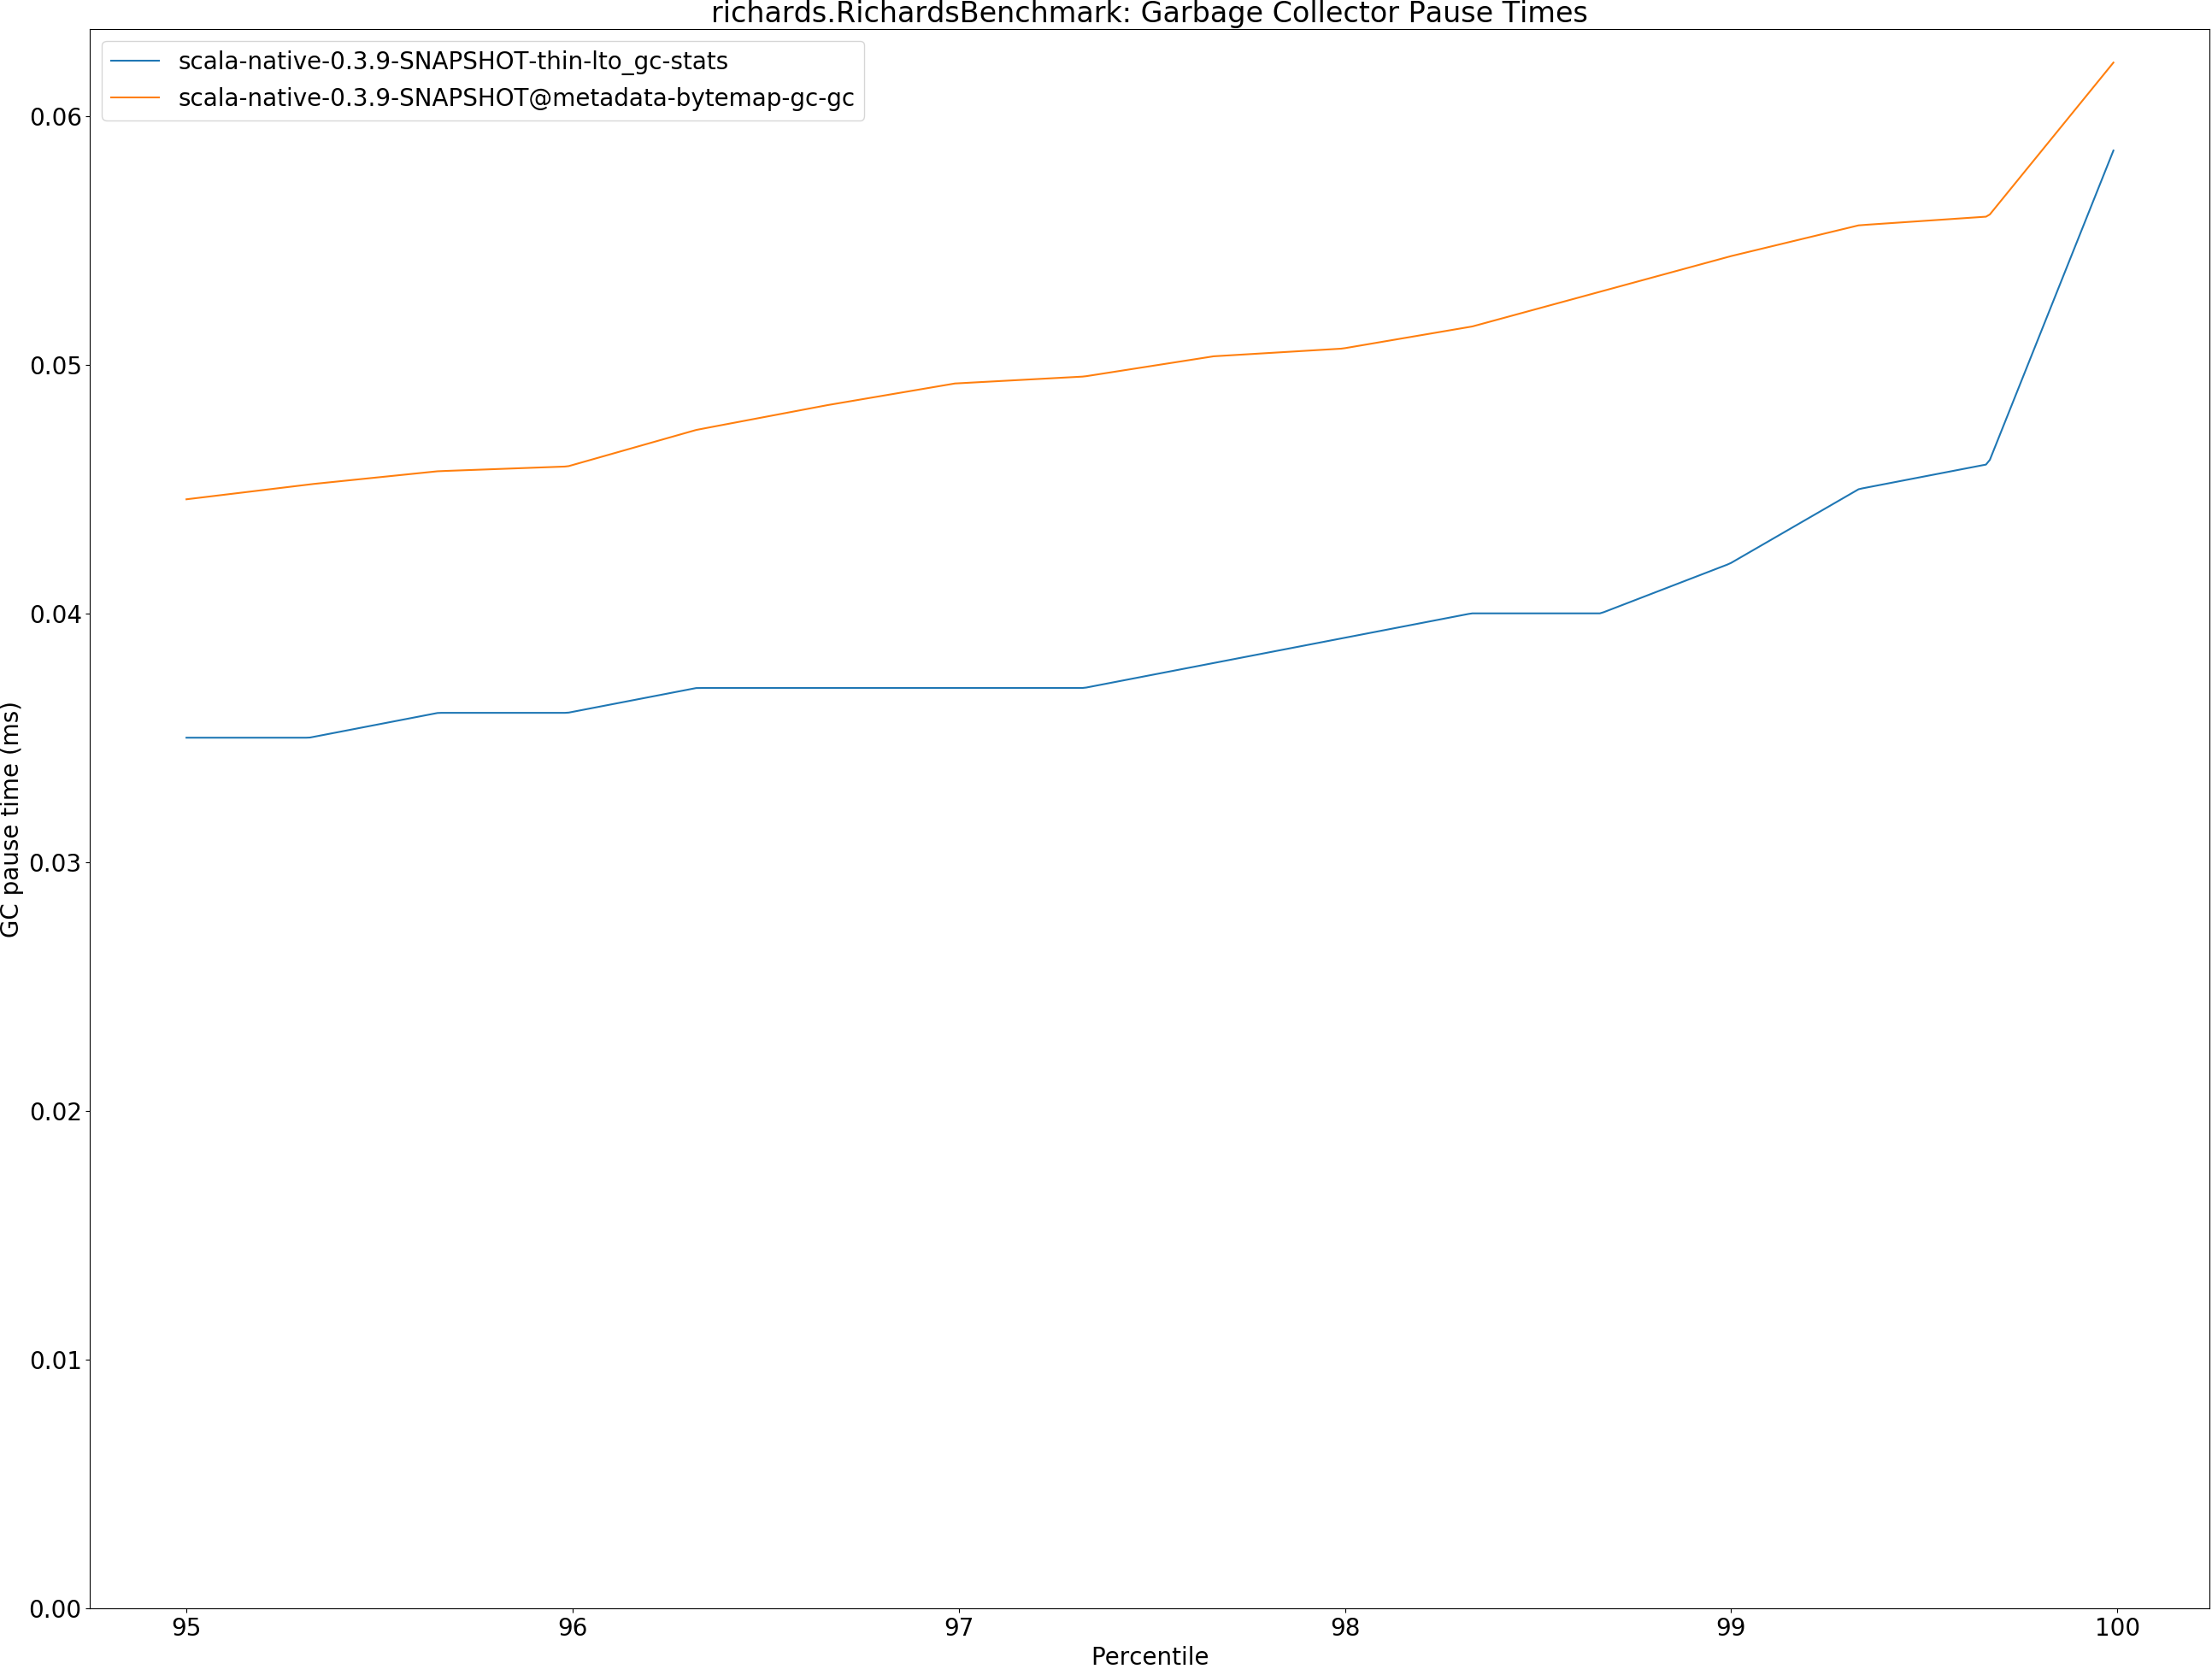 richards.RichardsBenchmark: Garbage Collector Pause Times
scala-native-0.3.9-SNAPSHOT-thin-lto_gc-stats
scala-native-0.3.9-SNAPSHOT@metadata-bytemap-gc-gc
0.06
0.05
0.04
0.03
0.02
0.01
0.00
GC pause time (ms)
95 96 97 98 99 100
Percentile